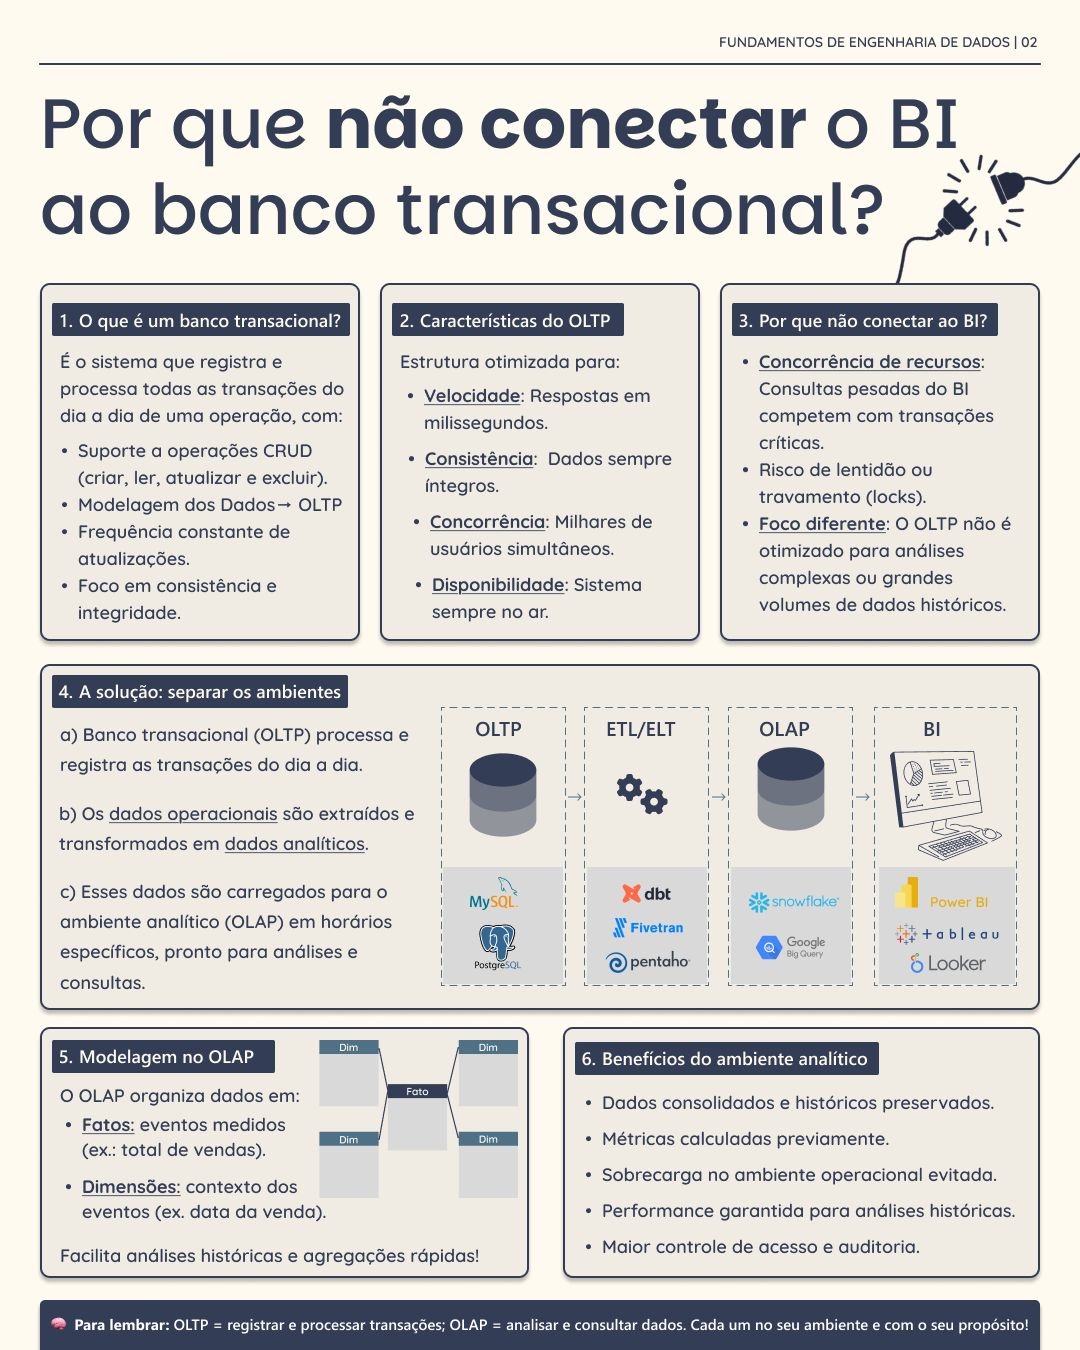 FUNDAMENTOS DE ENGENHARIA DE DADOS | 02
Por que não conectar o BI
ao banco transacional?
1. O que é um banco transacional?
É o sistema que registra e
processa todas as transações do
dia a dia de uma operação, com:
• Suporte a operações CRUD
(criar, ler, atualizar e excluir).
• Modelagem dos Dados→ OLTP
• Frequência constante de
atualizações.
• Foco em consistência e
integridade.
2. Características do OLTP
Estrutura otimizada para:
• Velocidade: Respostas em
milissegundos.
• Consistência: Dados sempre
íntegros.
• Concorrência: Milhares de
usuários simultâneos.
• Disponibilidade: Sistema
sempre no ar.
3. Por que não conectar ao BI?
• Concorrência de recursos:
Consultas pesadas do BI
competem com transações
críticas.
• Risco de lentidão ou
travamento (locks).
• Foco diferente: O OLTP não é
otimizado para análises
complexas ou grandes
volumes de dados históricos.
4. A solução: separar os ambientes
a) Banco transacional (OLTP) processa e
registra as transações do dia a dia.
b) Os dados operacionais são extraídos e
transformados em dados analíticos.
c) Esses dados são carregados para o
ambiente analítico (OLAP) em horários
específicos, pronto para análises e
consultas.
OLTP
MySQL
PostgreSQL
ETL/ELT
dbt
Fivetran
pentaho
OLAP
snowflake
Google
Big Query
BI
Power BI
+ableau
Looker
5. Modelagem no OLAP
O OLAP organiza dados em:
• Fatos: eventos medidos
(ex.: total de vendas).
• Dimensões: contexto dos
eventos (ex. data da venda).
Facilita análises históricas e agregações rápidas!
Dim
Dim
Fato
Dim
Dim
6. Benefícios do ambiente analítico
• Dados consolidados e históricos preservados.
• Métricas calculadas previamente.
• Sobrecarga no ambiente operacional evitada.
• Performance garantida para análises históricas.
• Maior controle de acesso e auditoria.
🧠 Para lembrar: OLTP = registrar e processar transações; OLAP = analisar e consultar dados. Cada um no seu ambiente e com o seu propósito!